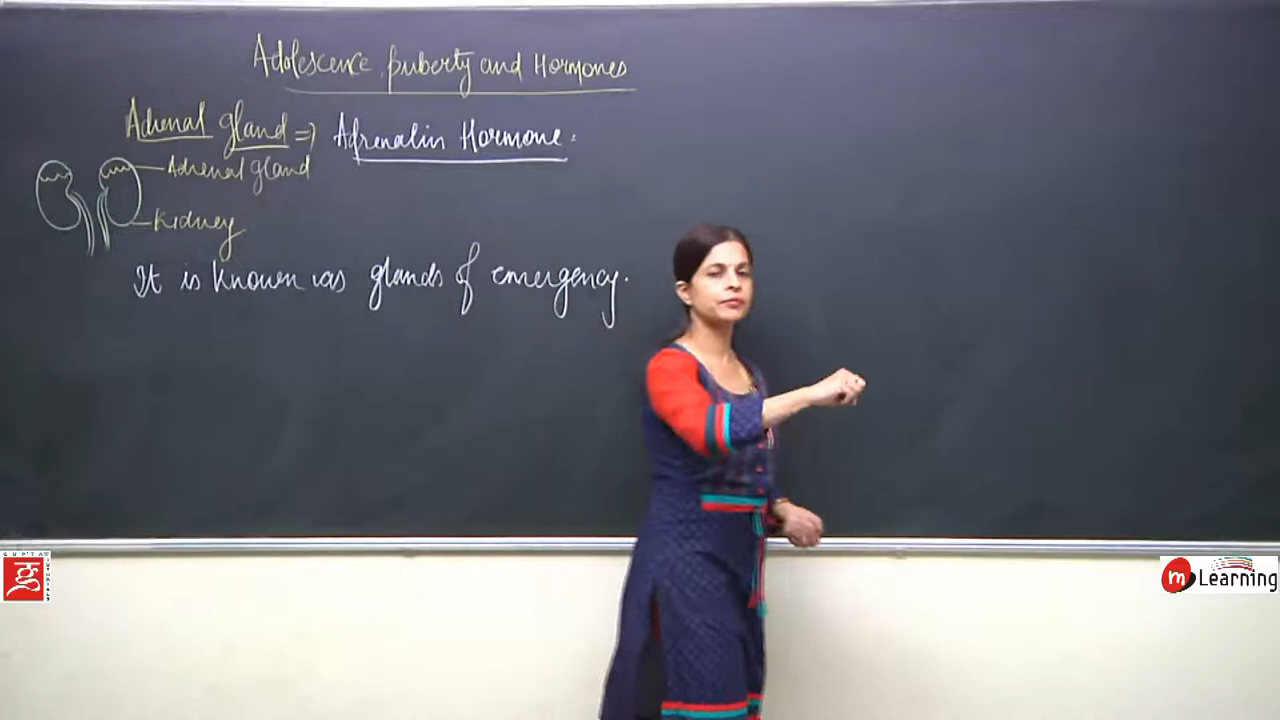 Adolescence, puberty and Hormones
Adrenal gland ⇒ Adrenalin Hormone.
Adrenal gland
Kidney
It is known as glands of emergency.
GUPTA
m Learning